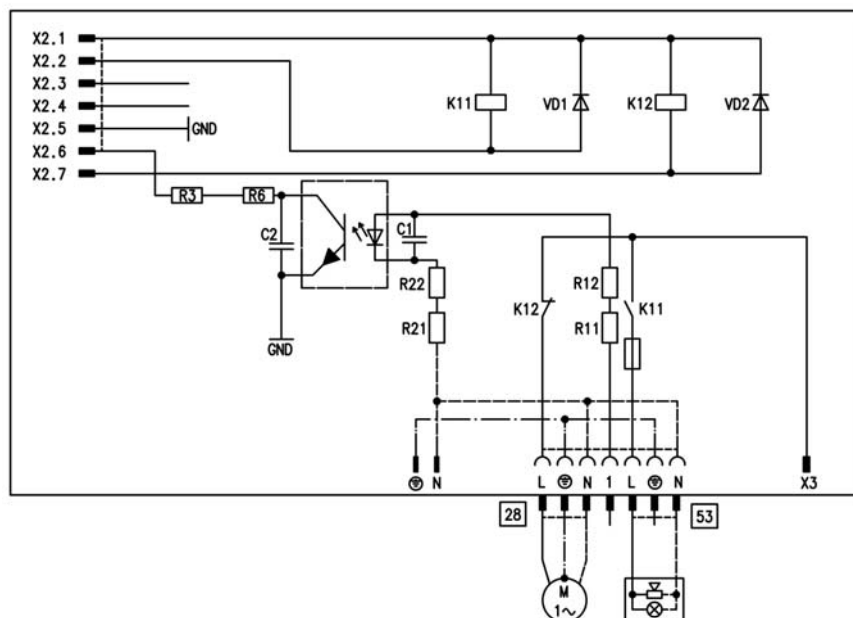 X2.1
X2.2
X2.3
X2.4
X2.5
X2.6
X2.7
GND
K11
VD1
K12
VD2
R3
R6
C2
C1
R22
R21
GND
K12
R12
R11
K11
N
L
N
1
L
N
X3
28
53
M
1~